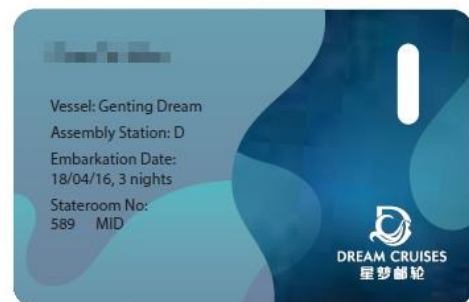 Vessel: Genting Dream
Assembly Station: D
Embarkation Date:
18/04/16, 3 nights
Stateroom No:
589 MID
DREAM CRUISES
星梦邮轮